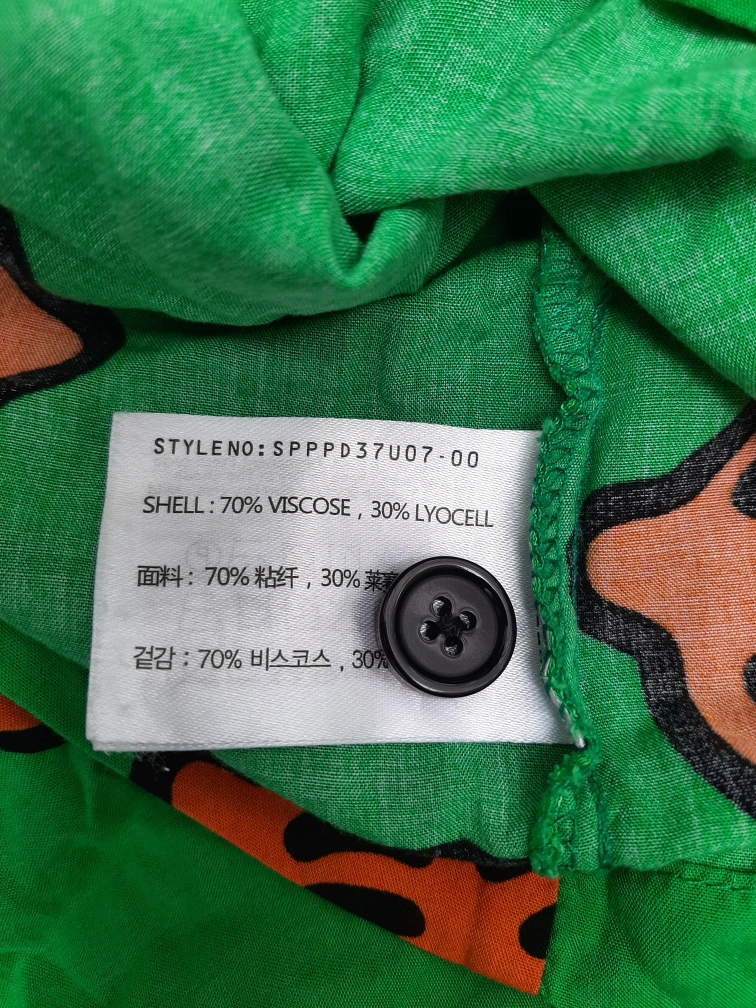 STYLENO:SPPPD37U07-00
SHELL : 70% VISCOSE , 30% LYOCELL
面料 : 70% 粘纤 , 30%
겉감 : 70% 비스코스 , 30%